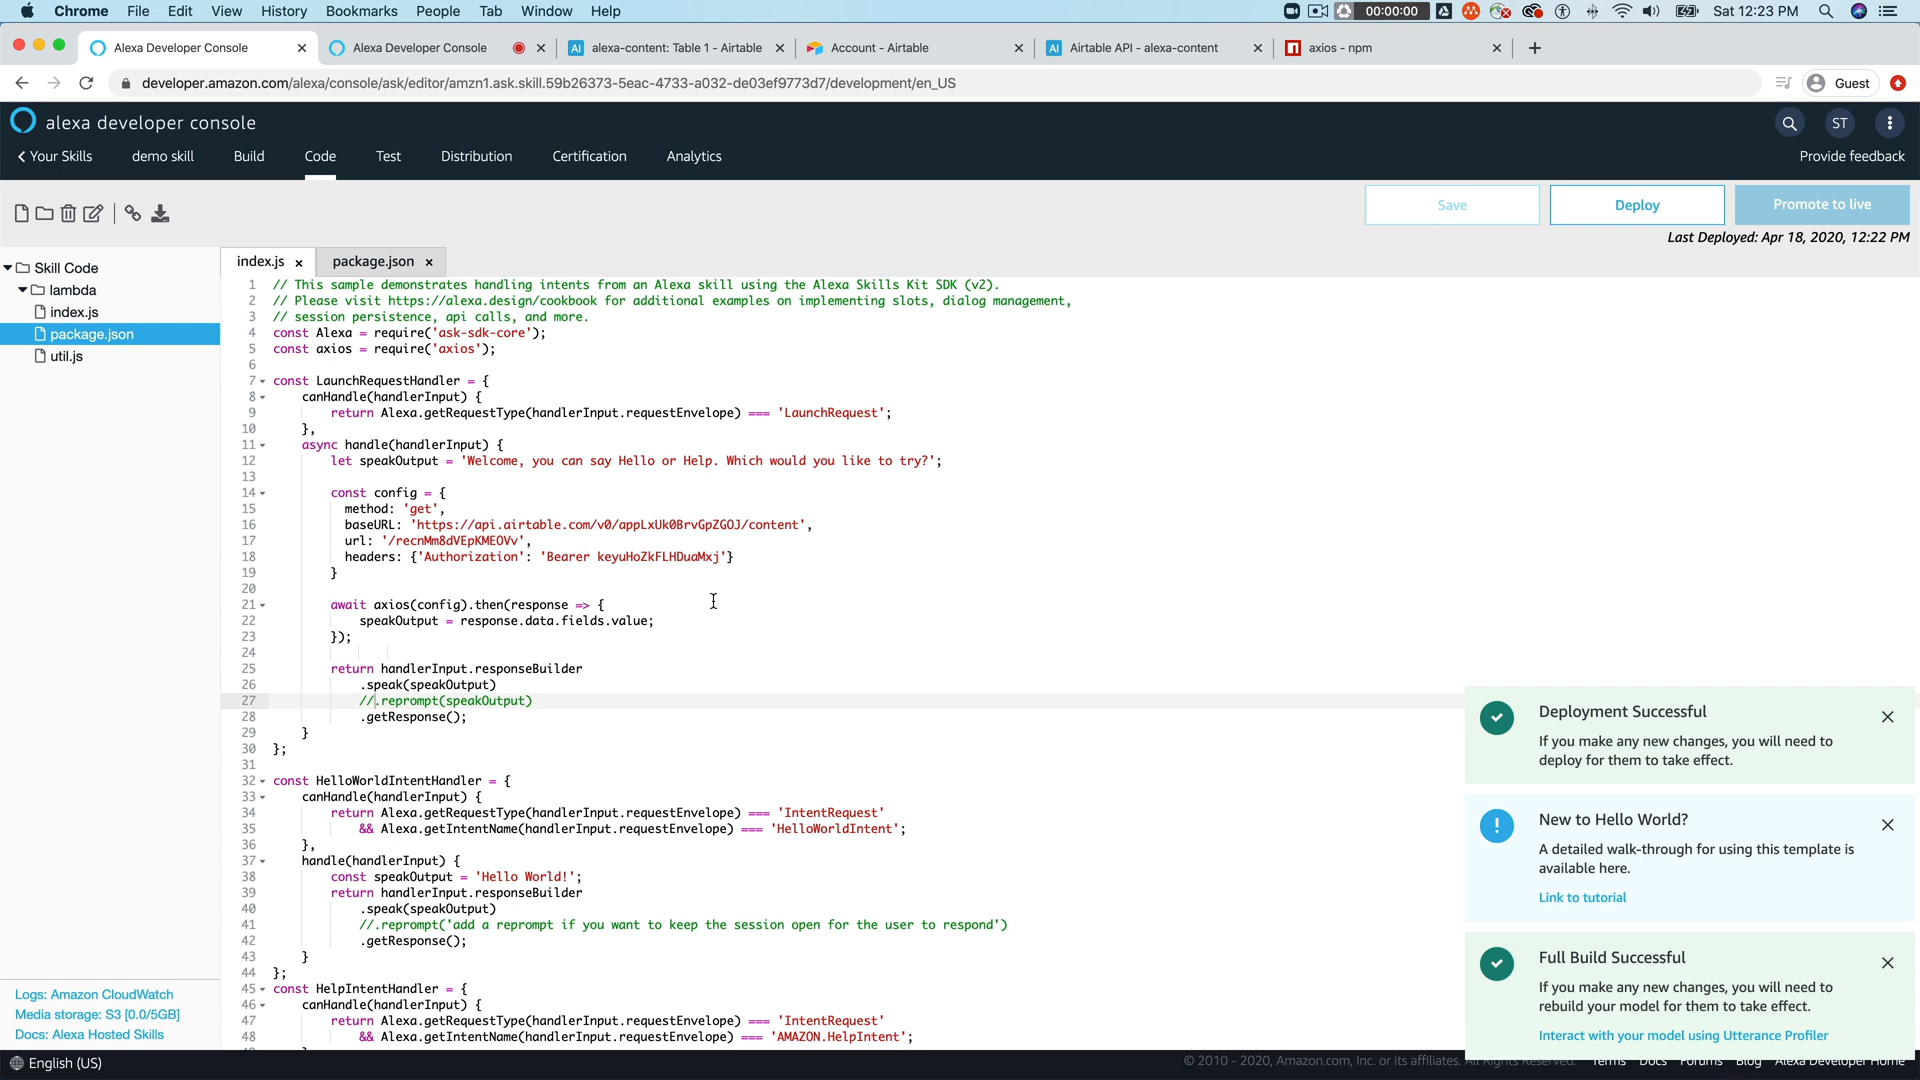 Chrome File Edit View History Bookmarks People Tab Window Help 00:00:00 Sat 12:23 PM
Alexa Developer Console Alexa Developer Console alexa-content: Table 1 - Airtable Account - Airtable Airtable API - alexa-content axios - npm
developer.amazon.com/alexa/console/ask/editor/amzn1.ask.skill.59b26373-5eac-4733-a032-de03ef9773d7/development/en_US Guest
alexa developer console ST
Your Skills demo skill Build Code Test Distribution Certification Analytics Provide feedback
Save Deploy Promote to live
Last Deployed: Apr 18, 2020, 12:22 PM
Skill Code
lambda
index.js
package.json
util.js
index.js × package.json ×
1 // This sample demonstrates handling intents from an Alexa skill using the Alexa Skills Kit SDK (v2).
2 // Please visit https://alexa.design/cookbook for additional examples on implementing slots, dialog management,
3 // session persistence, api calls, and more.
4 const Alexa = require('ask-sdk-core');
5 const axios = require('axios');
6
7 const LaunchRequestHandler = {
8 canHandle(handlerInput) {
9 return Alexa.getRequestType(handlerInput.requestEnvelope) === 'LaunchRequest';
10 },
11 async handle(handlerInput) {
12 let speakOutput = 'Welcome, you can say Hello or Help. Which would you like to try?';
13
14 const config = {
15 method: 'get',
16 baseURL: 'https://api.airtable.com/v0/appLxUk0BrvGpZGOJ/content',
17 url: '/recnMm8dVEpKMEOVv',
18 headers: {'Authorization': 'Bearer keyuHoZkFLHDuaMxj'}
19 }
20
21 await axios(config).then(response => {
22 speakOutput = response.data.fields.value;
23 });
24
25 return handlerInput.responseBuilder
26 .speak(speakOutput)
27 //.reprompt(speakOutput)
28 .getResponse();
29 }
30 };
31
32 const HelloWorldIntentHandler = {
33 canHandle(handlerInput) {
34 return Alexa.getRequestType(handlerInput.requestEnvelope) === 'IntentRequest'
35 && Alexa.getIntentName(handlerInput.requestEnvelope) === 'HelloWorldIntent';
36 },
37 handle(handlerInput) {
38 const speakOutput = 'Hello World!';
39 return handlerInput.responseBuilder
40 .speak(speakOutput)
41 //.reprompt('add a reprompt if you want to keep the session open for the user to respond')
42 .getResponse();
43 }
44 };
45 const HelpIntentHandler = {
46 canHandle(handlerInput) {
47 return Alexa.getRequestType(handlerInput.requestEnvelope) === 'IntentRequest'
48 && Alexa.getIntentName(handlerInput.requestEnvelope) === 'AMAZON.HelpIntent';
Deployment Successful
If you make any new changes, you will need to
deploy for them to take effect.
New to Hello World?
A detailed walk-through for using this template is
available here.
Link to tutorial
Full Build Successful
If you make any new changes, you will need to
rebuild your model for them to take effect.
Interact with your model using Utterance Profiler
Logs: Amazon CloudWatch
Media storage: S3 [0.0/5GB]
Docs: Alexa Hosted Skills
English (US)
© 2010 - 2020, Amazon.com, Inc. or its affiliates. All Rights Reserved. Terms Docs Forums Blog Alexa Developer Home